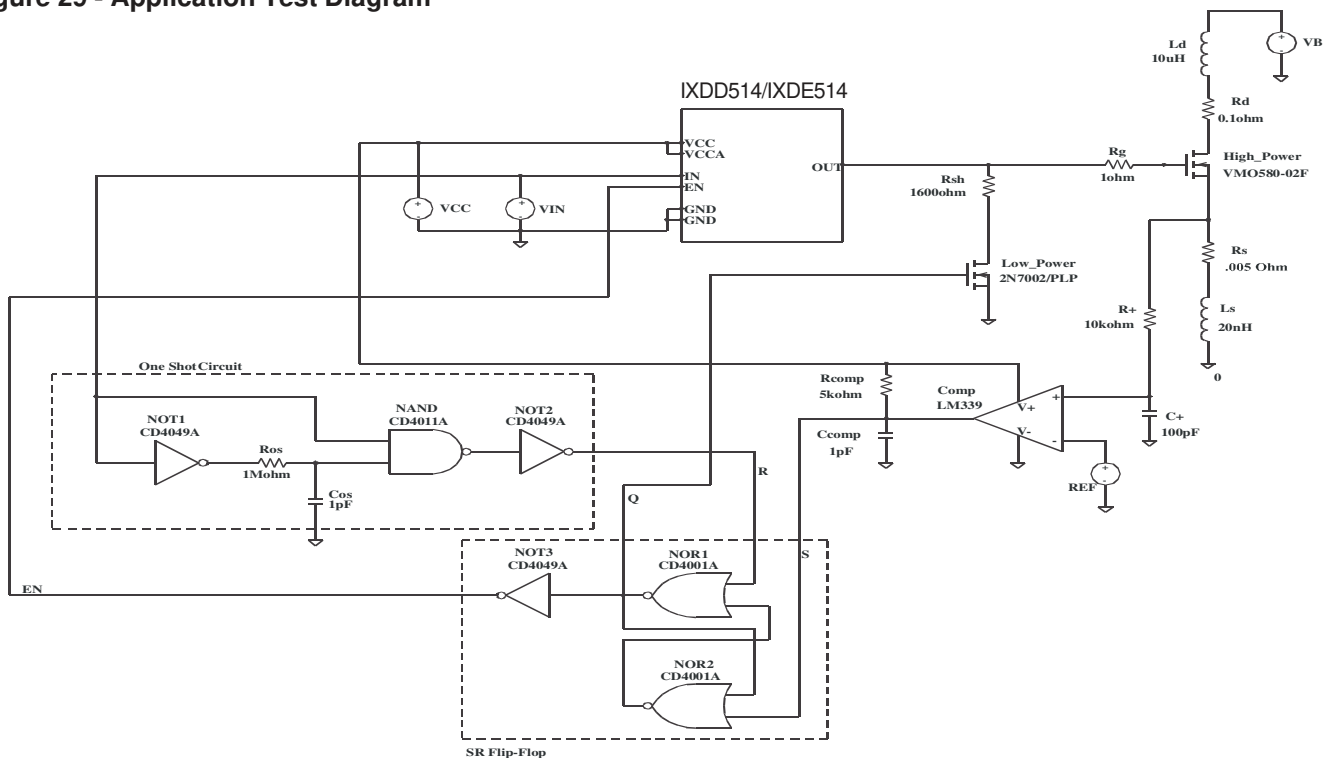 gure 29 - Application Test Diagram
Ld
10uH
VB
Rd
0.1ohm
IXDD514/IXDE514
VCC
VCCA
IN
EN
GND
GND
OUT
VCC
VIN
Rsh
1600ohm
Rg
1ohm
High_Power
VMO580-02F
Low_Power
2N7002/PLP
Rs
.005 Ohm
R+
10kohm
Ls
20nH
0
One Shot Circuit
NOT1
CD4049A
Ros
1Mohm
Cos
1pF
NAND
CD4011A
NOT2
CD4049A
Rcomp
5kohm
Ccomp
1pF
Comp
LM339
V+
V-
+
-
C+
100pF
REF
R
Q
S
EN
NOT3
CD4049A
NOR1
CD4001A
NOR2
CD4001A
SR Flip-Flop